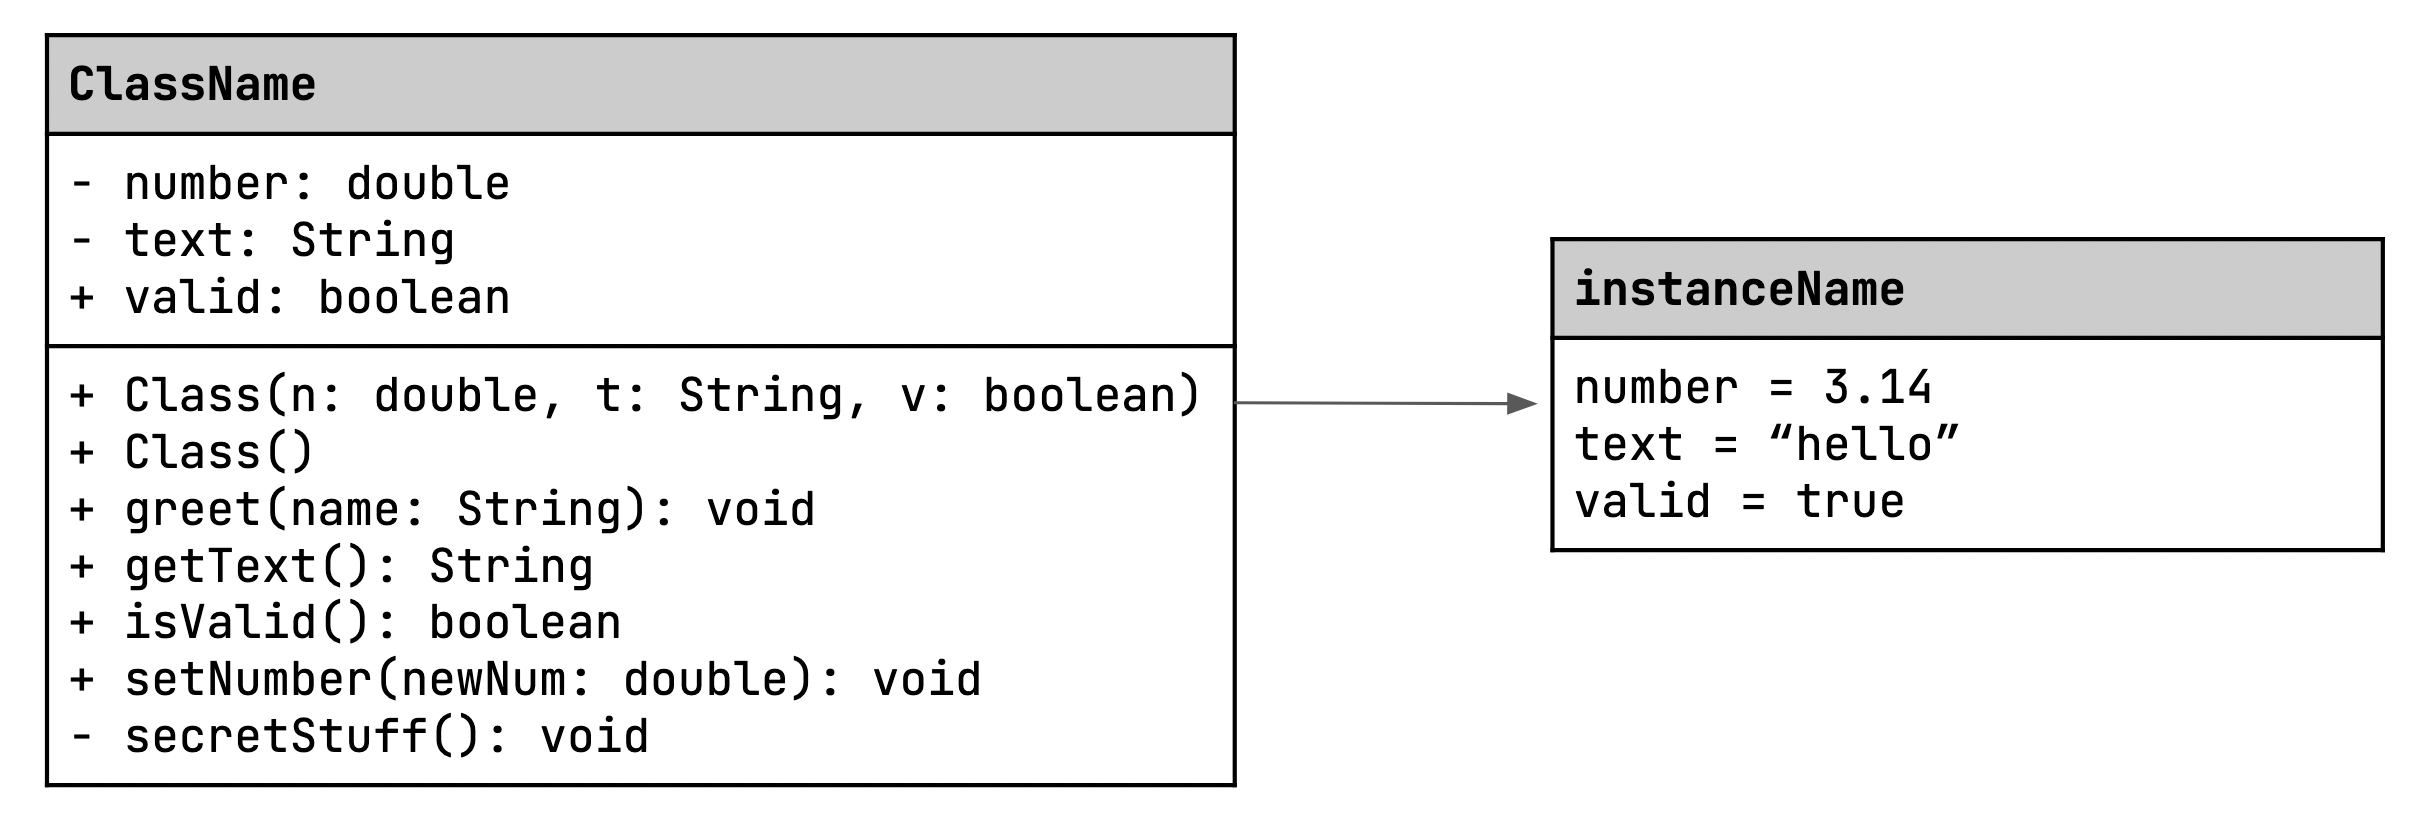 ClassName
- number: double
- text: String
+ valid: boolean
+ Class(n: double, t: String, v: boolean)
+ Class()
+ greet(name: String): void
+ getText(): String
+ isValid(): boolean
+ setNumber(newNum: double): void
- secretStuff(): void
instanceName
number = 3.14
text = “hello”
valid = true